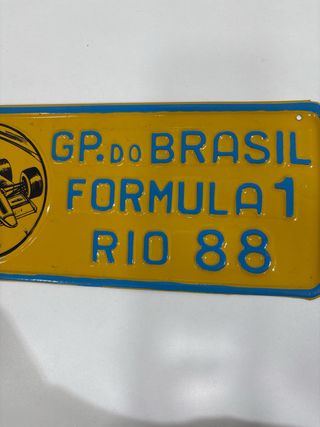 GP. DO BRASIL
FORMULA 1
RIO 88